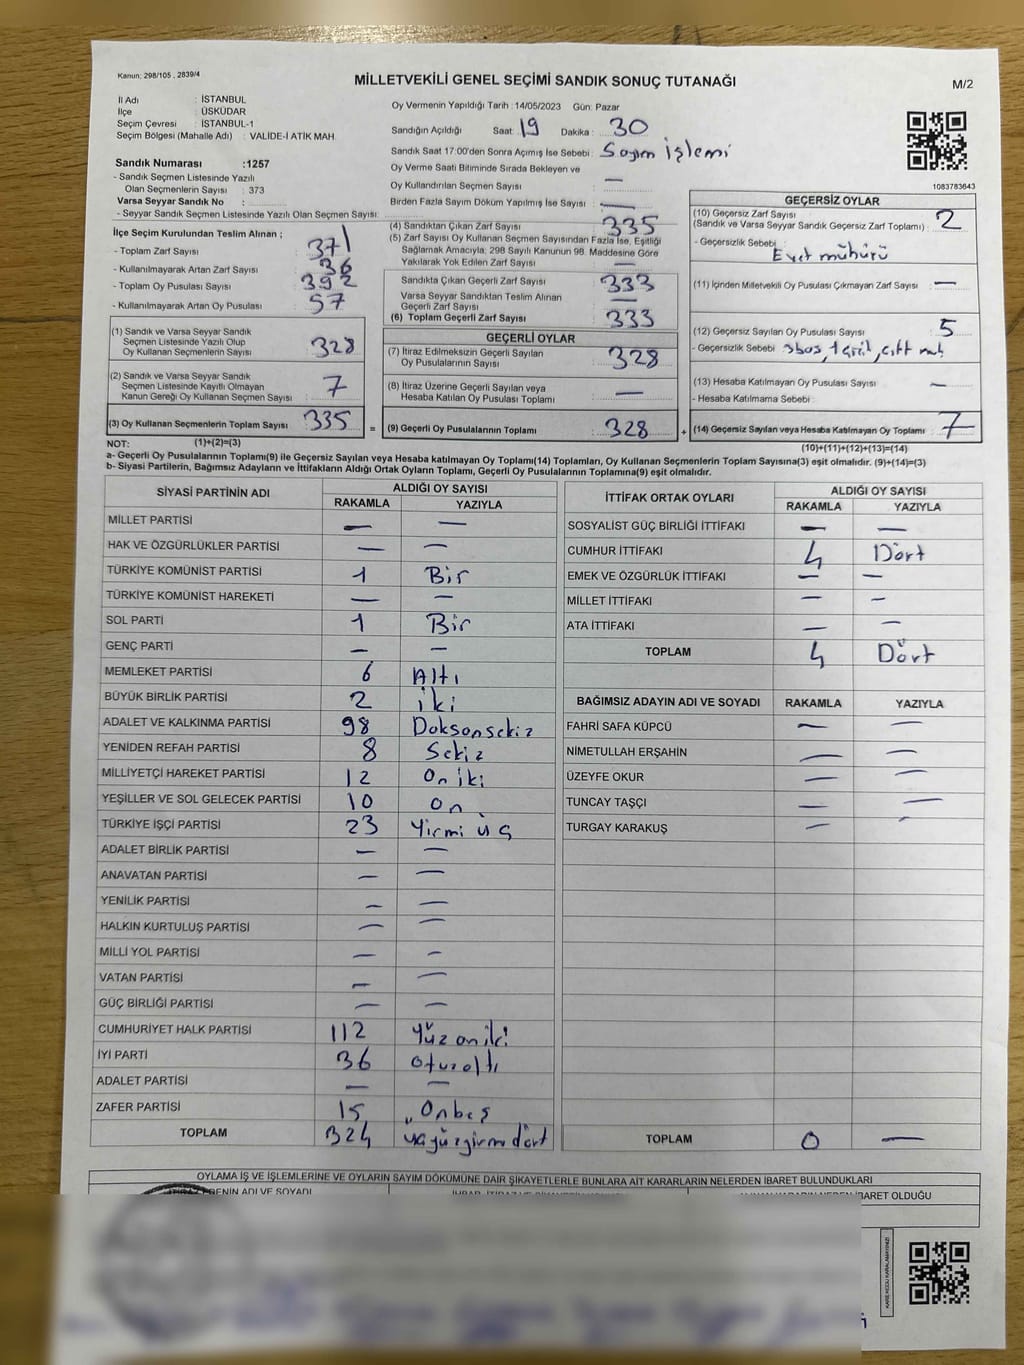 Kanun: 298/105 , 2839/4
MİLLETVEKİLİ GENEL SEÇİMİ SANDIK SONUÇ TUTANAĞI
M/2
İl Adı : İSTANBUL
İlçe : ÜSKÜDAR
Seçim Çevresi : İSTANBUL-1
Seçim Bölgesi (Mahalle Adı) : VALİDE-İ ATİK MAH
Sandık Numarası :1257
- Sandık Seçmen Listesinde Yazılı
Olan Seçmenlerin Sayısı : 373
Varsa Seyyar Sandık No :
- Seyyar Sandık Seçmen Listesinde Yazılı Olan Seçmen Sayısı:
Oy Vermenin Yapıldığı Tarih : 14/05/2023 Gün: Pazar
Sandığın Açıldığı Saat: 19 Dakika : 30
Sandık Saat 17:00'den Sonra Açımış İse Sebebi: Sayım işlemi
Oy Verme Saati Bitiminde Sırada Bekleyen ve
Oy Kullandırılan Seçmen Sayısı : —
Birden Fazla Sayım Döküm Yapılmış İse Sayısı : —
1083783643
İlçe Seçim Kurulundan Teslim Alınan ;
- Toplam Zarf Sayısı : 371
- Kullanılmayarak Artan Zarf Sayısı : 36
- Toplam Oy Pusulası Sayısı : 392
- Kullanılmayarak Artan Oy Pusulası : 57
(4) Sandıktan Çıkan Zarf Sayısı : 335
(5) Zarf Sayısı Oy Kullanan Seçmen Sayısından Fazla İse, Eşitliği
Sağlamak Amacıyla; 298 Sayılı Kanunun 98. Maddesine Göre
Yakılarak Yok Edilen Zarf Sayısı : —
Sandıkta Çıkan Geçerli Zarf Sayısı : 333
Varsa Seyyar Sandıktan Teslim Alınan
Geçerli Zarf Sayısı : —
(6) Toplam Geçerli Zarf Sayısı : 333
GEÇERSİZ OYLAR
(10) Geçersiz Zarf Sayısı 2
(Sandık ve Varsa Seyyar Sandık Geçersiz Zarf Toplamı) :
- Geçersizlik Sebebi : Evet mühürü
(11) İçinden Milletvekili Oy Pusulası Çıkmayan Zarf Sayısı : —
(12) Geçersiz Sayılan Oy Pusulası Sayısı : 5
- Geçersizlik Sebebi :
(13) Hesaba Katılmayan Oy Pusulası Sayısı : —
- Hesaba Katılmama Sebebi :
(14) Geçersiz Sayılan veya Hesaba Katılmayan Oy Toplamı : 7
(10)+(11)+(12)+(13)=(14)
(1) Sandık ve Varsa Seyyar Sandık
Seçmen Listesinde Yazılı Olup
Oy Kullanan Seçmenlerin Sayısı : 328
(2) Sandık ve Varsa Seyyar Sandık
Seçmen Listesinde Kayıtlı Olmayan
Kanun Gereği Oy Kullanan Seçmen Sayısı : 7
(3) Oy Kullanan Seçmenlerin Toplam Sayısı : 335 =
GEÇERLİ OYLAR
(7) İtiraz Edilmeksizin Geçerli Sayılan
Oy Pusulalarının Sayısı : 328
(8) İtiraz Üzerine Geçerli Sayılan veya
Hesaba Katılan Oy Pusulası Toplamı : —
(9) Geçerli Oy Pusulalarının Toplamı : 328 +
NOT: (1)+(2)=(3)
a- Geçerli Oy Pusulalarının Toplamı(9) ile Geçersiz Sayılan veya Hesaba katılmayan Oy Toplamı(14) Toplamları, Oy Kullanan Seçmenlerin Toplam Sayısına(3) eşit olmalıdır. (9)+(14)=(3)
b- Siyasi Partilerin, Bağımsız Adayların ve İttifakların Aldığı Ortak Oyların Toplamı, Geçerli Oy Pusulalarının Toplamına(9) eşit olmalıdır.
SİYASİ PARTİNİN ADI ALDIĞI OY SAYISI
RAKAMLA YAZIYLA
MİLLET PARTİSİ — —
HAK VE ÖZGÜRLÜKLER PARTİSİ — —
TÜRKİYE KOMÜNİST PARTİSİ 1 Bir
TÜRKİYE KOMÜNİST HAREKETİ — —
SOL PARTİ 1 Bir
GENÇ PARTİ — —
MEMLEKET PARTİSİ 6 Altı
BÜYÜK BİRLİK PARTİSİ 2 iki
ADALET VE KALKINMA PARTİSİ 98 Doksonsekiz
YENİDEN REFAH PARTİSİ 8 Sekiz
MİLLİYETÇİ HAREKET PARTİSİ 12 On iki
YEŞİLLER VE SOL GELECEK PARTİSİ 10 On
TÜRKİYE İŞÇİ PARTİSİ 23 Yirmi üç
ADALET BİRLİK PARTİSİ — —
ANAVATAN PARTİSİ — —
YENİLİK PARTİSİ — —
HALKIN KURTULUŞ PARTİSİ — —
MİLLİ YOL PARTİSİ — —
VATAN PARTİSİ — —
GÜÇ BİRLİĞİ PARTİSİ — —
CUMHURİYET HALK PARTİSİ 112 Yüz oniki
İYİ PARTİ 36 otuzaltı
ADALET PARTİSİ — —
ZAFER PARTİSİ 15 Onbeş
TOPLAM 324
İTTİFAK ORTAK OYLARI ALDIĞI OY SAYISI
RAKAMLA YAZIYLA
SOSYALİST GÜÇ BİRLİĞİ İTTİFAKI — —
CUMHUR İTTİFAKI 4 Dört
EMEK VE ÖZGÜRLÜK İTTİFAKI — —
MİLLET İTTİFAKI — —
ATA İTTİFAKI — —
TOPLAM 4 Dört
BAĞIMSIZ ADAYIN ADI VE SOYADI RAKAMLA YAZIYLA
FAHRİ SAFA KÜPCÜ — —
NİMETULLAH ERŞAHİN — —
ÜZEYFE OKUR — —
TUNCAY TAŞÇI — —
TURGAY KARAKUŞ — —
TOPLAM 0 —
OYLAMA İŞ VE İŞLEMLERİNE VE OYLARIN SAYIM DÖKÜMÜNE DAİR ŞİKAYETLERLE BUNLARA AİT KARARLARIN NELERDEN İBARET BULUNDUKLARI